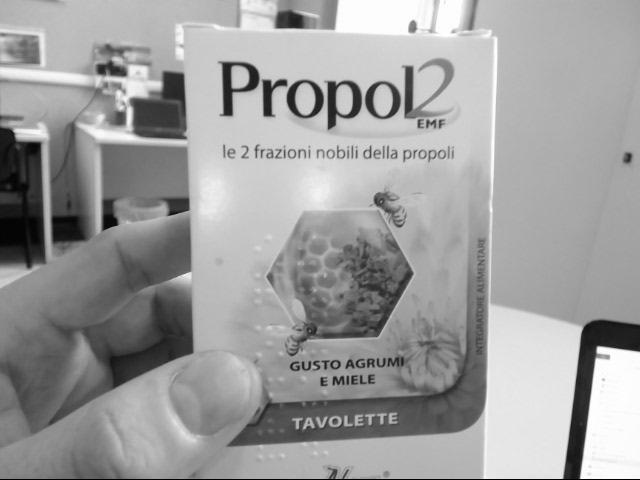 Propol2
EMF
le 2 frazioni nobili della propoli
INTEGRATORE ALIMENTARE
GUSTO AGRUMI
E MIELE
TAVOLETTE